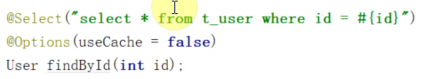 @Select("select * from t_user where id = #{id}")
@Options(useCache = false)
User findById(int id);